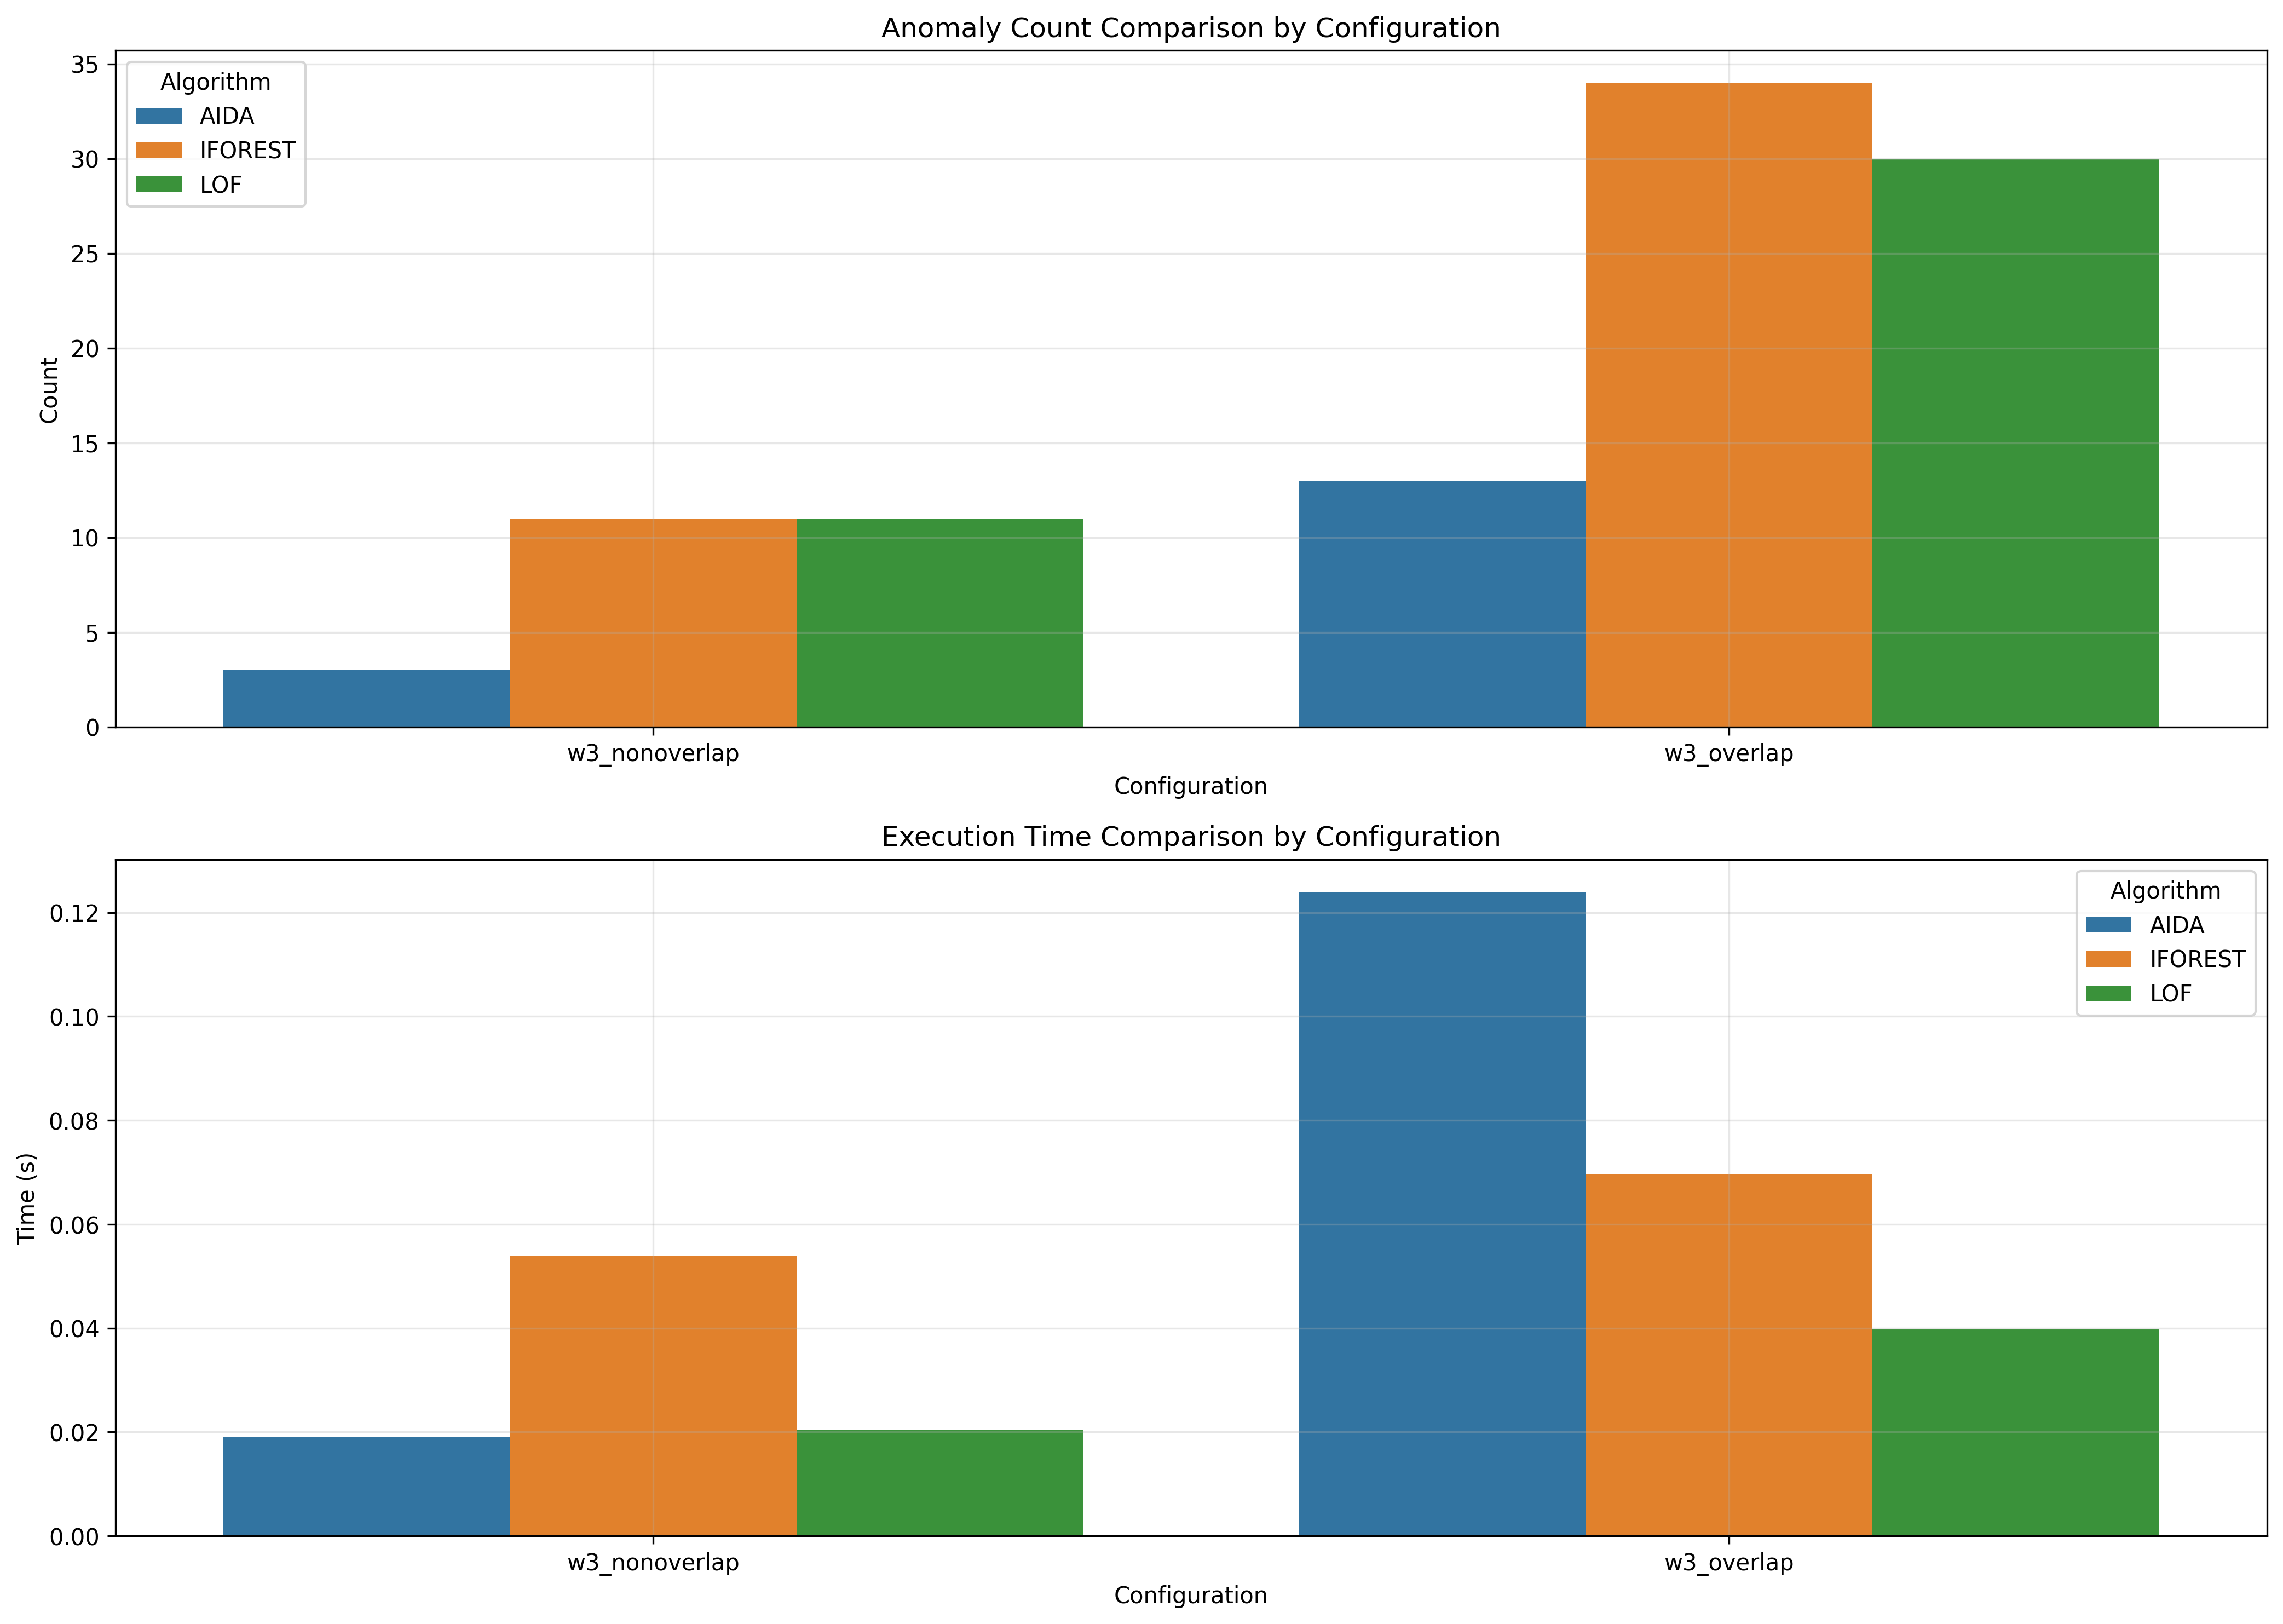 Anomaly Count Comparison by Configuration
35
30
25
20
15
10
5
0
Count
Algorithm
AIDA
IFOREST
LOF
w3_nonoverlap
w3_overlap
Configuration
Execution Time Comparison by Configuration
0.12
0.10
0.08
0.06
0.04
0.02
0.00
Time (s)
Algorithm
AIDA
IFOREST
LOF
w3_nonoverlap
w3_overlap
Configuration